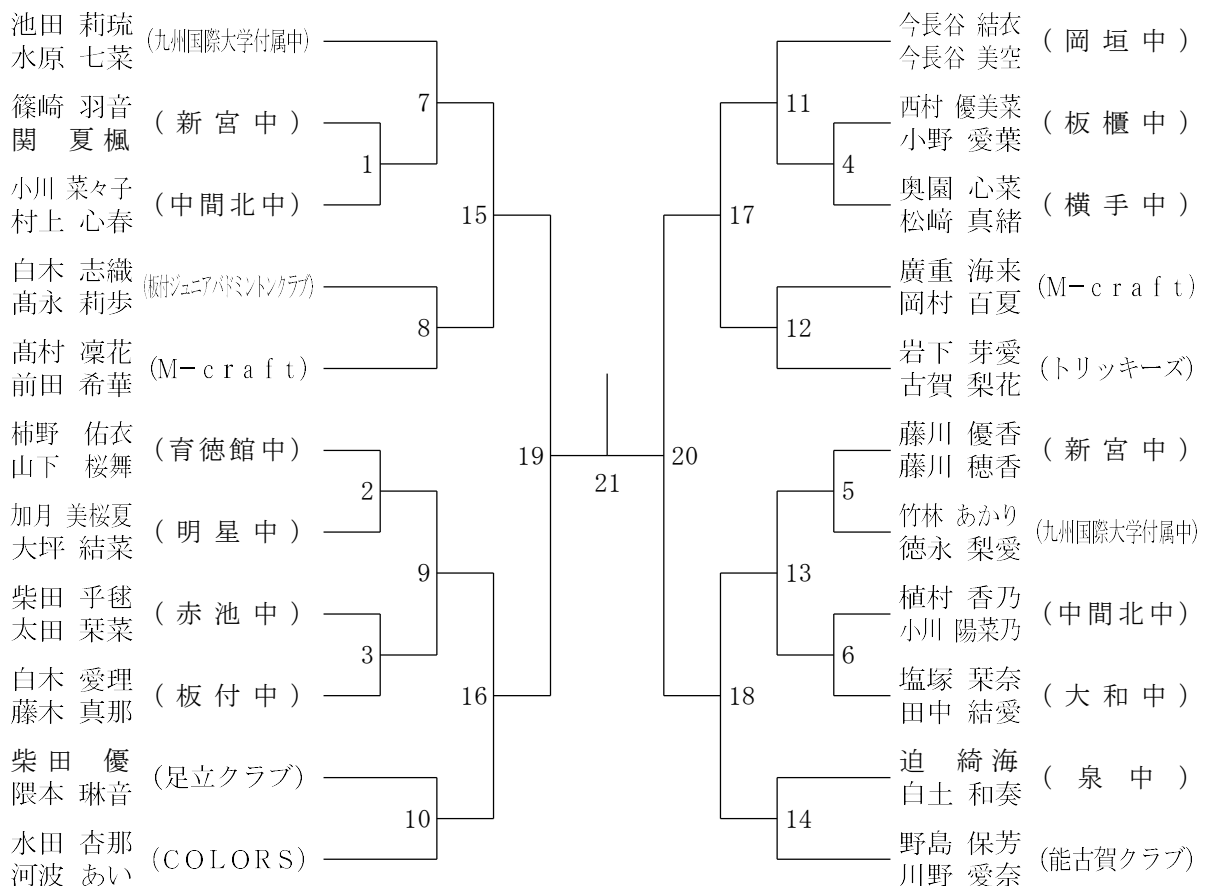 池田 莉琉
水原 七菜
(九州国際大学付属中)
篠崎 羽音
関 夏楓
(新宮中)
小川 菜々子
村上 心春
(中間北中)
白木 志織
髙永 莉歩
(板付ジュニアバドミントンクラブ)
髙村 凜花
前田 希華
(M-craft)
柿野 佑衣
山下 桜舞
(育徳館中)
加月 美桜夏
大坪 結菜
(明星中)
柴田 乎毬
太田 栞菜
(赤池中)
白木 愛理
藤木 真那
(板付中)
柴田 優
隈本 琳音
(足立クラブ)
水田 杏那
河波 あい
(COLORS)
7
1
15
8
19
2
9
3
16
10
21
11
4
17
12
20
5
13
6
18
14
今長谷 結衣
今長谷 美空
(岡垣中)
西村 優美菜
小野 愛葉
(板櫃中)
奥園 心菜
松﨑 真緒
(横手中)
廣重 海来
岡村 百夏
(M-craft)
岩下 芽愛
古賀 梨花
(トリッキーズ)
藤川 優香
藤川 穂香
(新宮中)
竹林 あかり
徳永 梨愛
(九州国際大学付属中)
植村 香乃
小川 陽菜乃
(中間北中)
塩塚 栞奈
田中 結愛
(大和中)
迫 綺海
白土 和奏
(泉中)
野島 保芳
川野 愛奈
(能古賀クラブ)